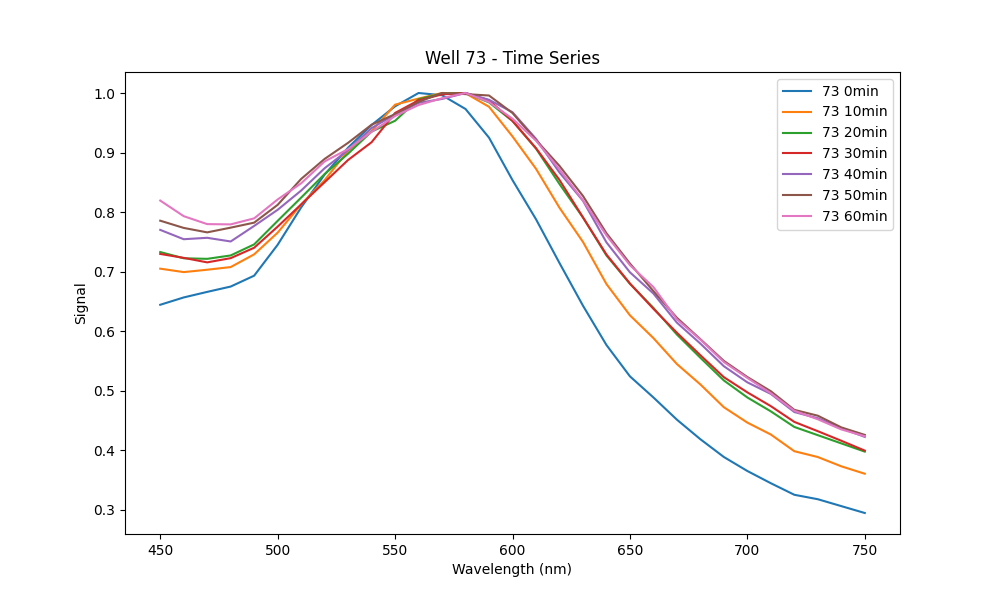 Well 73 - Time Series
Signal
1.0
0.9
0.8
0.7
0.6
0.5
0.4
0.3
73 0min
73 10min
73 20min
73 30min
73 40min
73 50min
73 60min
450 500 550 600 650 700 750
Wavelength (nm)